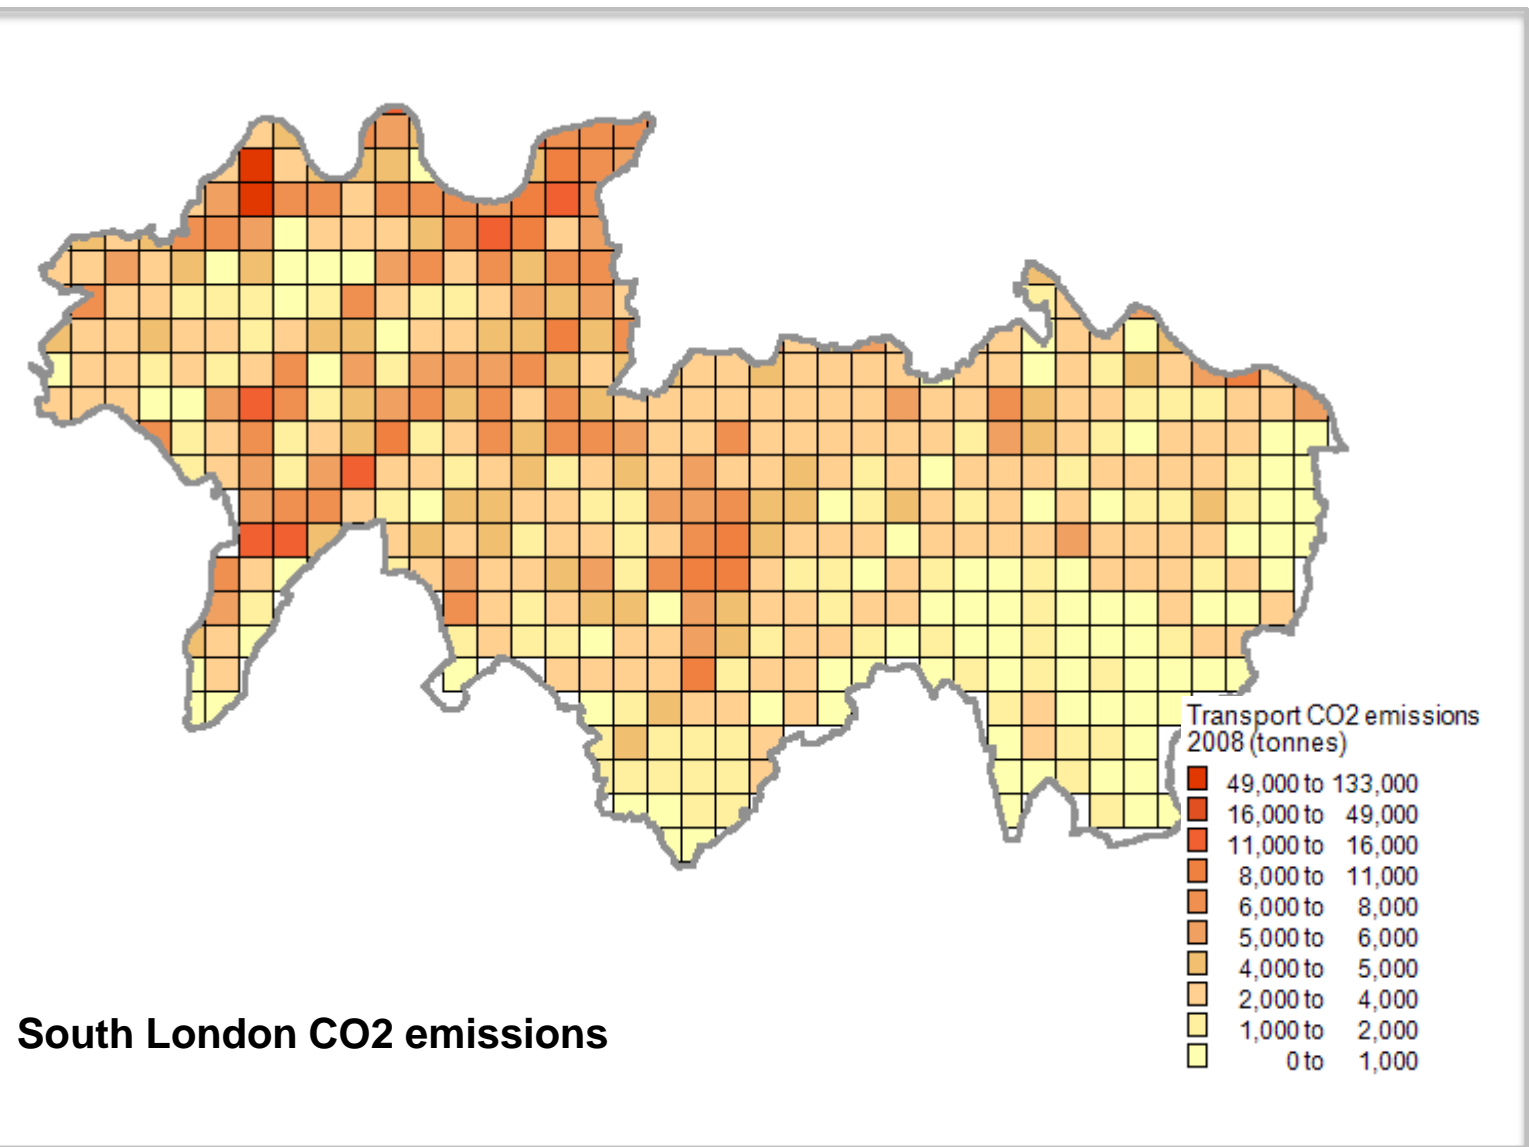 Transport CO2 emissions
2008 (tonnes)
49,000 to 133,000
16,000 to 49,000
11,000 to 16,000
8,000 to 11,000
6,000 to 8,000
5,000 to 6,000
4,000 to 5,000
2,000 to 4,000
1,000 to 2,000
0 to 1,000
South London CO2 emissions